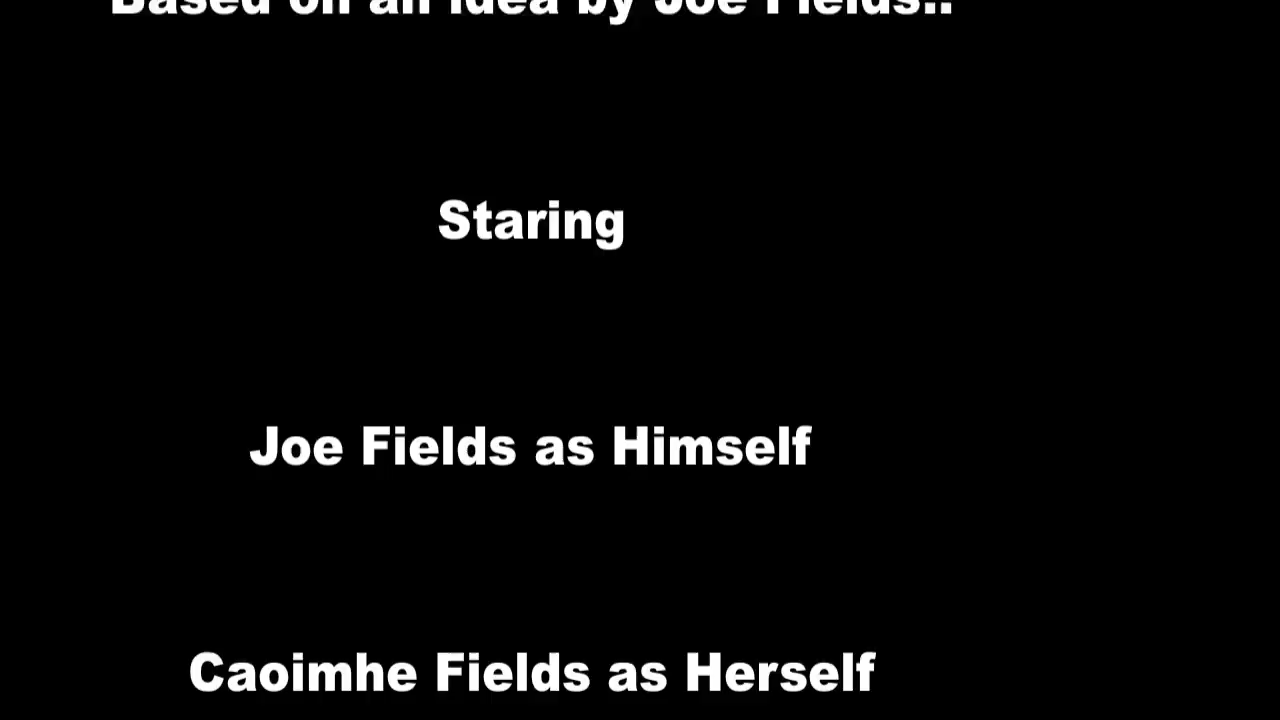 Based on an idea by Joe Fields..
Staring
Joe Fields as Himself
Caoimhe Fields as Herself